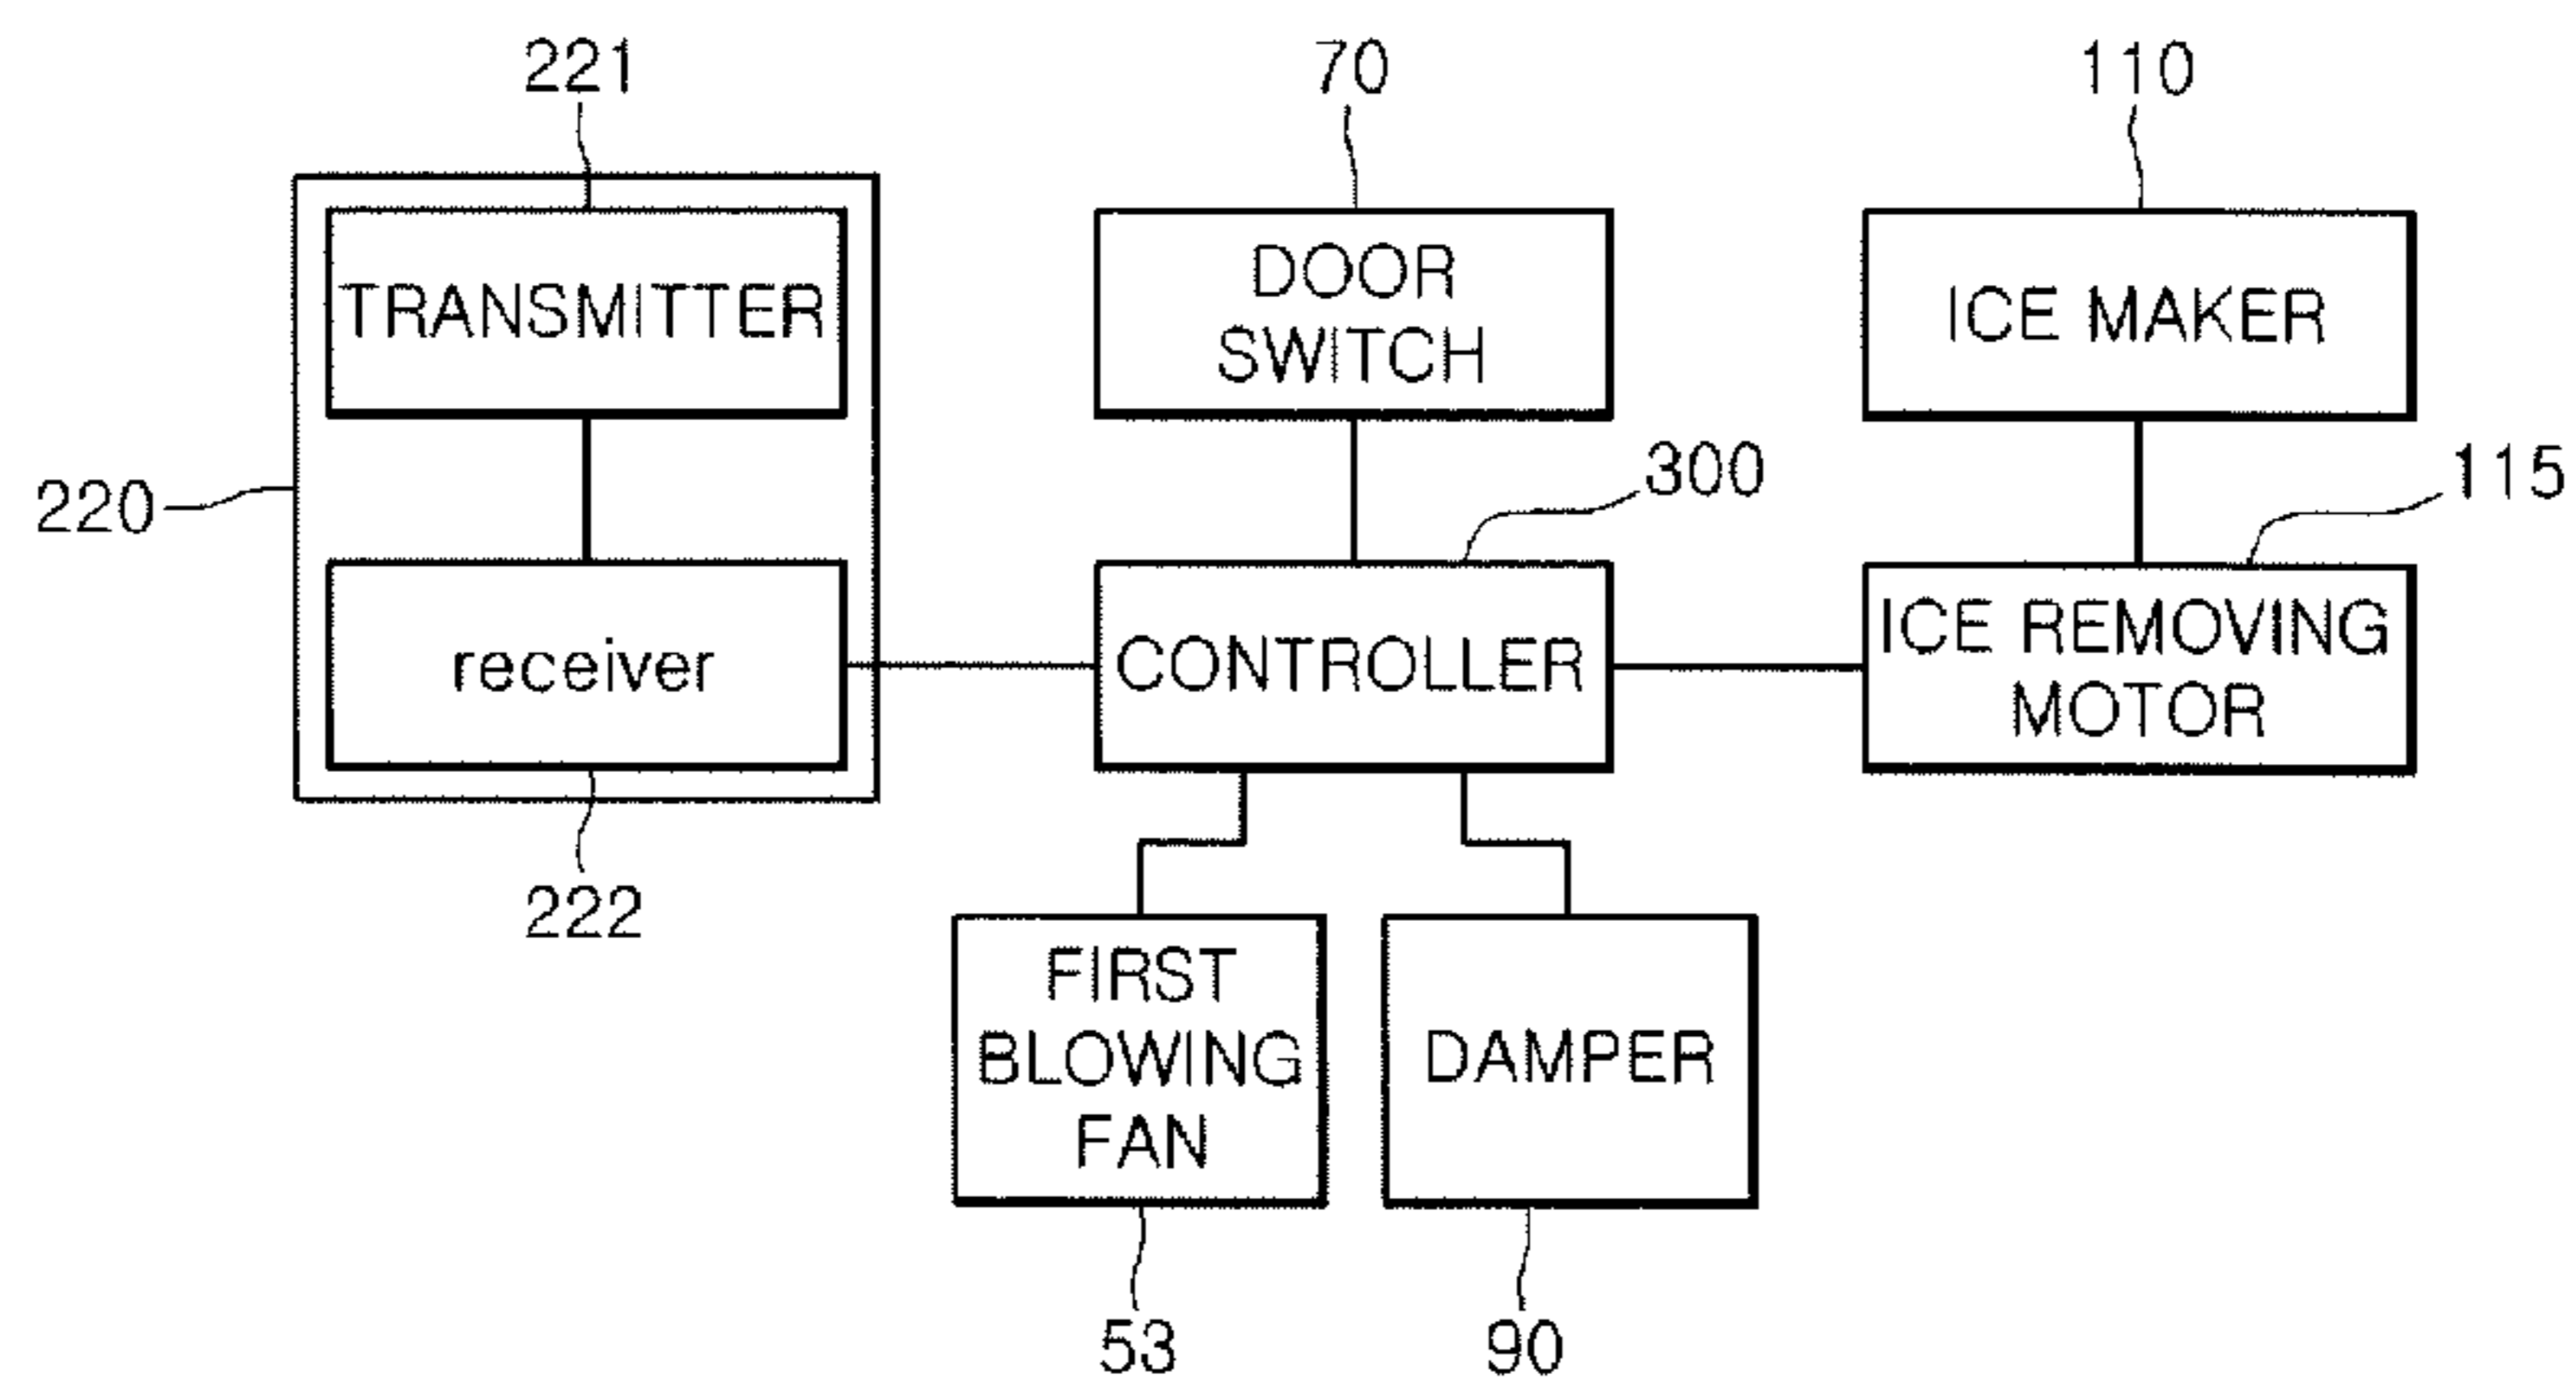 221
70
110
TRANSMITTER
DOOR
SWITCH
ICE MAKER
220
300
115
receiver
CONTROLLER
ICE REMOVING
MOTOR
222
FIRST
BLOWING
FAN
DAMPER
53
90